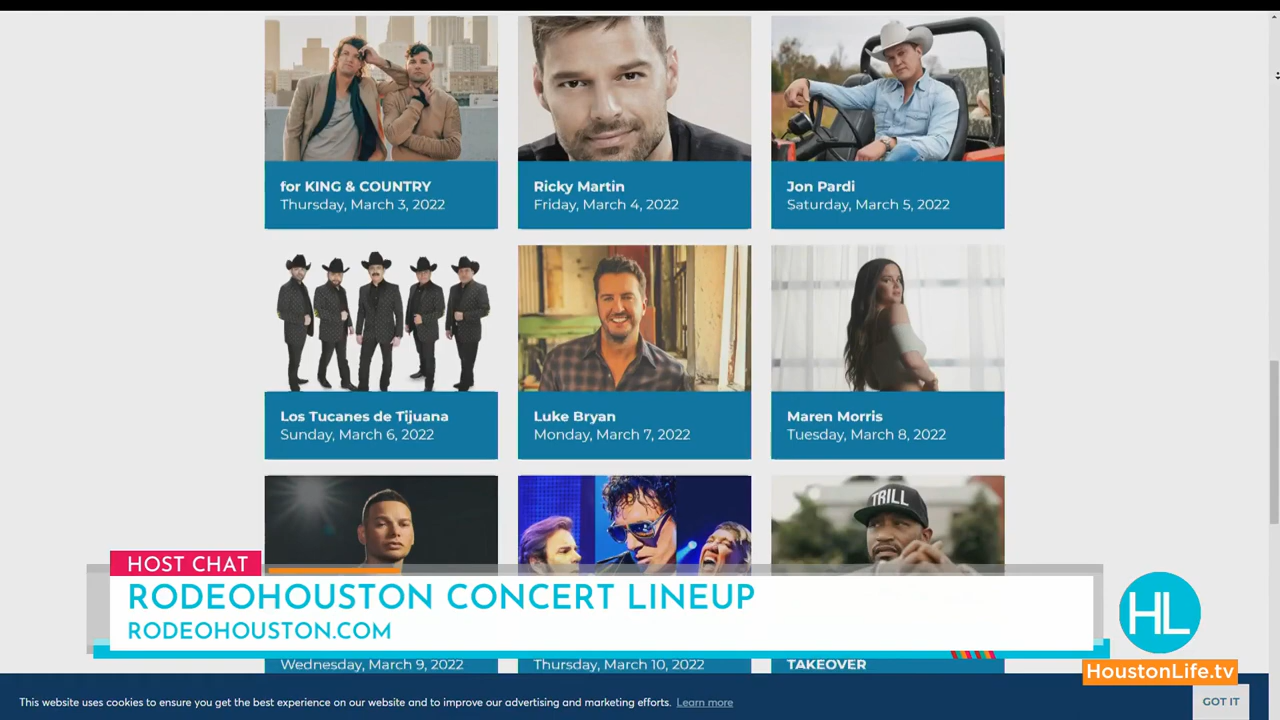 for KING & COUNTRY
Thursday, March 3, 2022
Ricky Martin
Friday, March 4, 2022
Jon Pardi
Saturday, March 5, 2022
Los Tucanes de Tijuana
Sunday, March 6, 2022
Luke Bryan
Monday, March 7, 2022
Maren Morris
Tuesday, March 8, 2022
TRILL
HOST CHAT
RODEOHOUSTON CONCERT LINEUP
RODEOHOUSTON.COM
HL
HoustonLife.tv
Wednesday, March 9, 2022
Thursday, March 10, 2022
TAKEOVER
This website uses cookies to ensure you get the best experience on our website and to improve our advertising and marketing efforts. Learn more
GOT IT